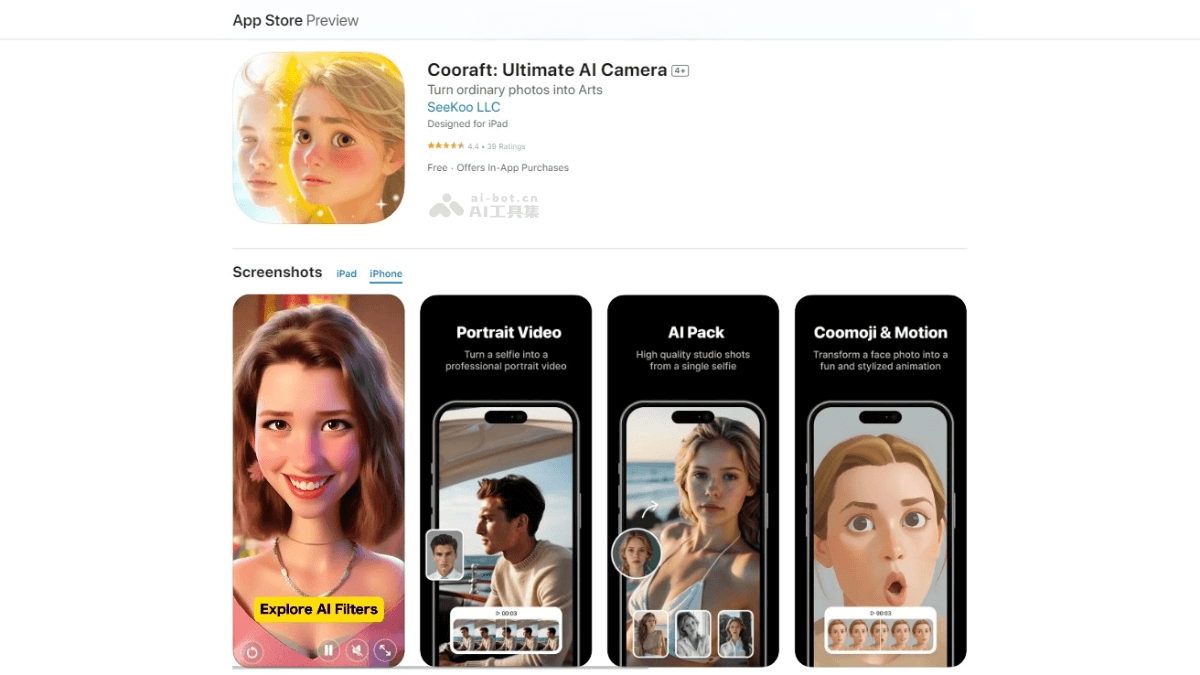 App Store Preview
Cooraft: Ultimate AI Camera 4+
Turn ordinary photos into Arts
SeeKoo LLC
Designed for iPad
4.4 • 38 Ratings
Free · Offers In-App Purchases
ai-bot.cn
AI工具集
Screenshots iPad iPhone
Explore AI Filters
Portrait Video
Turn a selfie into a
professional portrait video
00:03
AI Pack
High quality studio shots
from a single selfie
Coomoji & Motion
Transform a face photo into a
fun and stylized animation
00:03